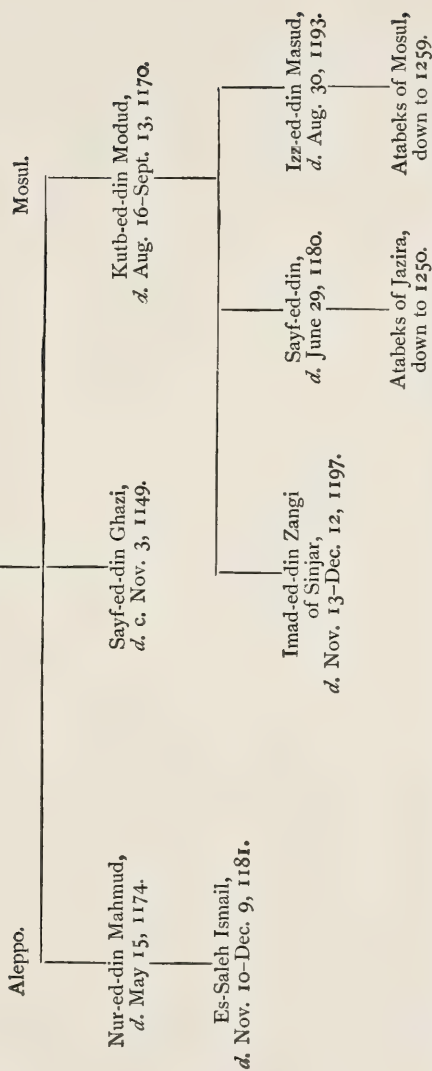 Aleppo.
Mosul.
Nur-ed-din Mahmud,
d. May 15, 1174.
Sayf-ed-din Ghazi,
d. c. Nov. 3, 1149.
Kutb-ed-din Modud,
d. Aug. 16–Sept. 13, 1170.
Es-Saleh Ismail,
d. Nov. 10–Dec. 9, 1181.
Imad-ed-din Zangi
of Sinjar,
d. Nov. 13–Dec. 12, 1197.
Sayf-ed-din,
d. June 29, 1180.
Izz-ed-din Masud,
d. Aug. 30, 1193.
Atabeks of Jazira,
down to 1250.
Atabeks of Mosul,
down to 1259.